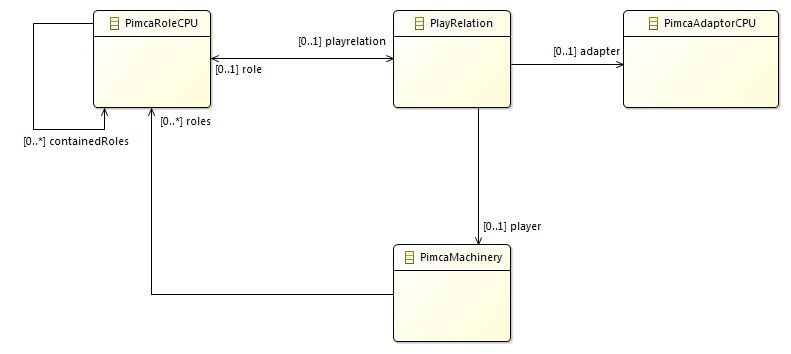 PimcaRoleCPU
PlayRelation
PimcaAdaptorCPU
[0..1] playrelation
[0..1] adapter
[0..1] role
[0..*] roles
[0..*] containedRoles
[0..1] player
PimcaMachinery